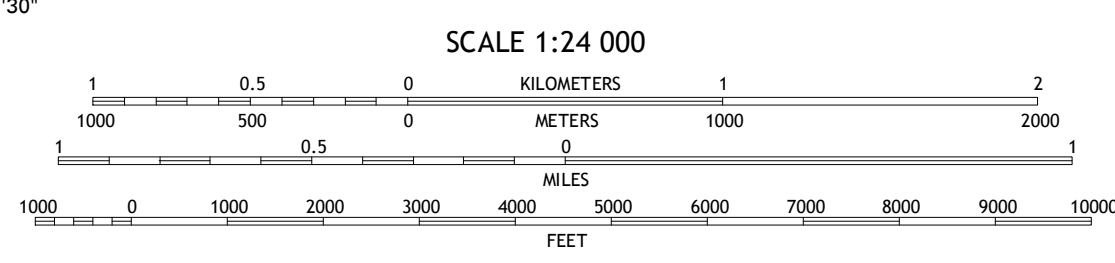 '30"
SCALE 1:24 000
1 0.5 0 KILOMETERS 1 2
1000 500 0 METERS 1000 2000
1 0.5 0 1
MILES
1000 0 1000 2000 3000 4000 5000 6000 7000 8000 9000 10000
FEET